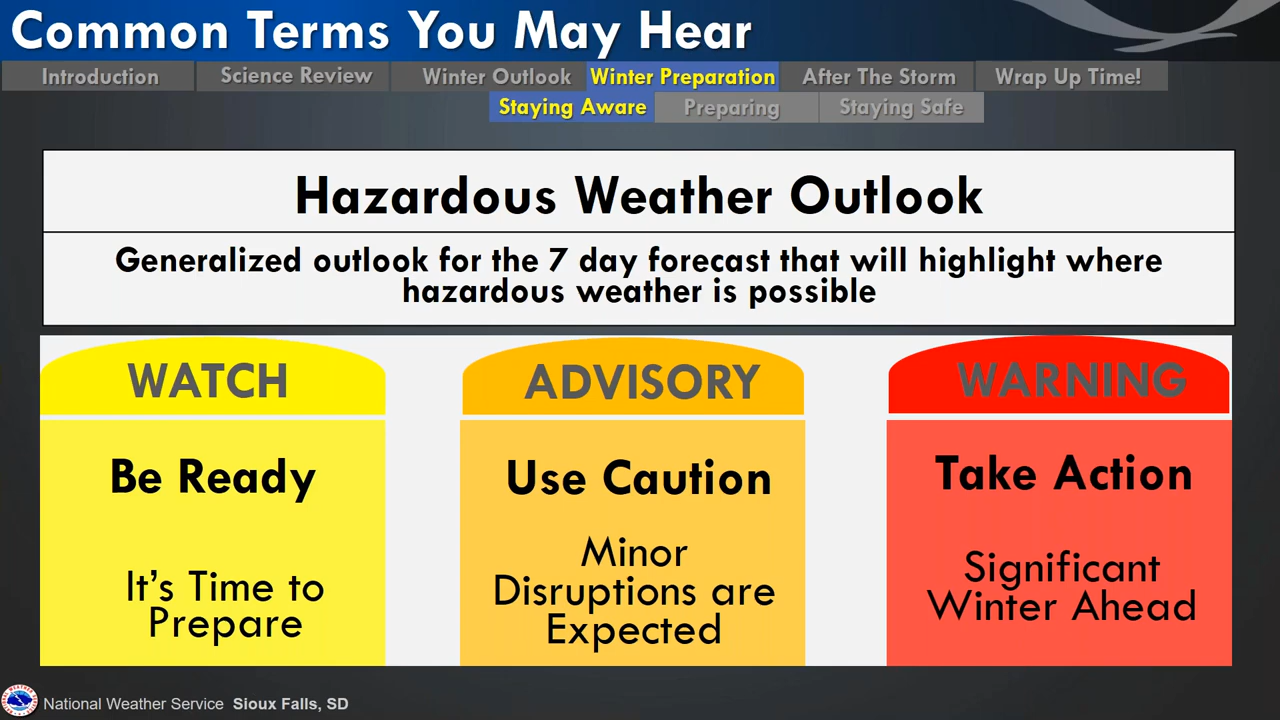 Common Terms You May Hear
Introduction Science Review Winter Outlook Winter Preparation After The Storm Wrap Up Time!
Staying Aware Preparing Staying Safe
Hazardous Weather Outlook
Generalized outlook for the 7 day forecast that will highlight where
hazardous weather is possible
WATCH
Be Ready
It's Time to
Prepare
ADVISORY
Use Caution
Minor
Disruptions are
Expected
WARNING
Take Action
Significant
Winter Ahead
National Weather Service Sioux Falls, SD